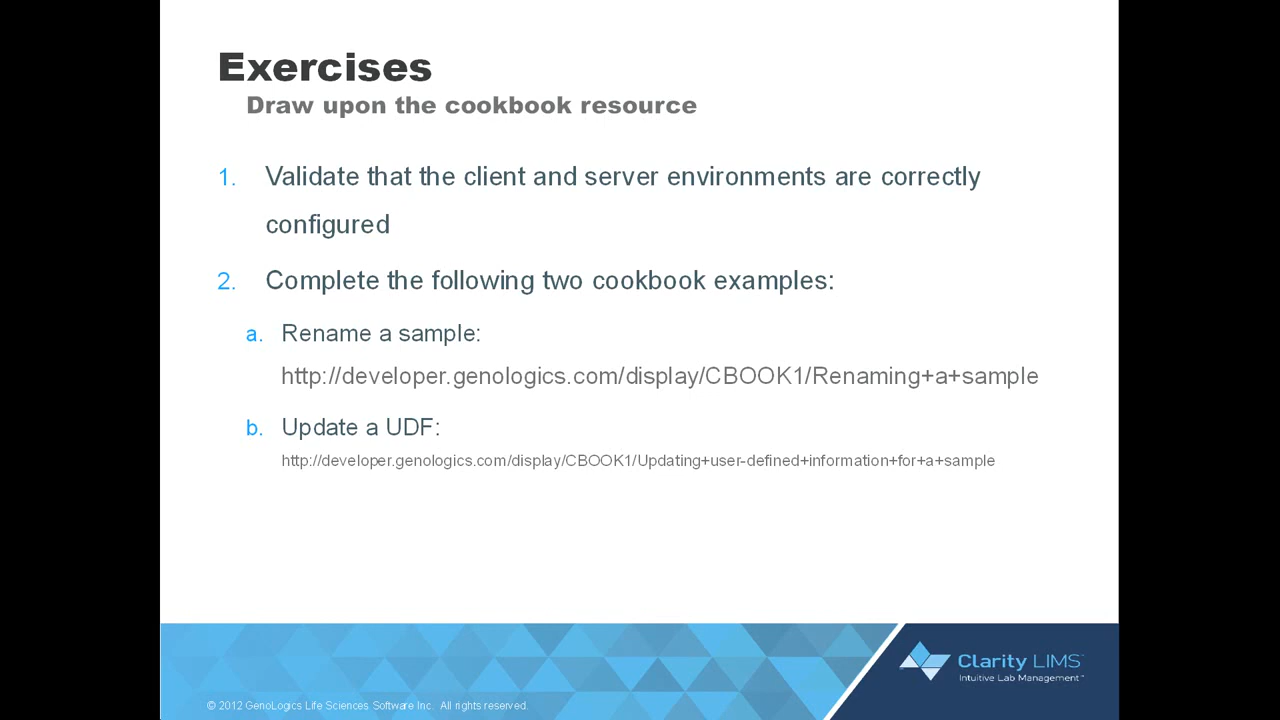 Exercises
Draw upon the cookbook resource
1. Validate that the client and server environments are correctly
configured
2. Complete the following two cookbook examples:
a. Rename a sample:
http://developer.genologics.com/display/CBOOK1/Renaming+a+sample
b. Update a UDF:
http://developer.genologics.com/display/CBOOK1/Updating+user-defined+information+for+a+sample
Clarity LIMS™
Intuitive Lab Management™
© 2012 GenoLogics Life Sciences Software Inc. All rights reserved.